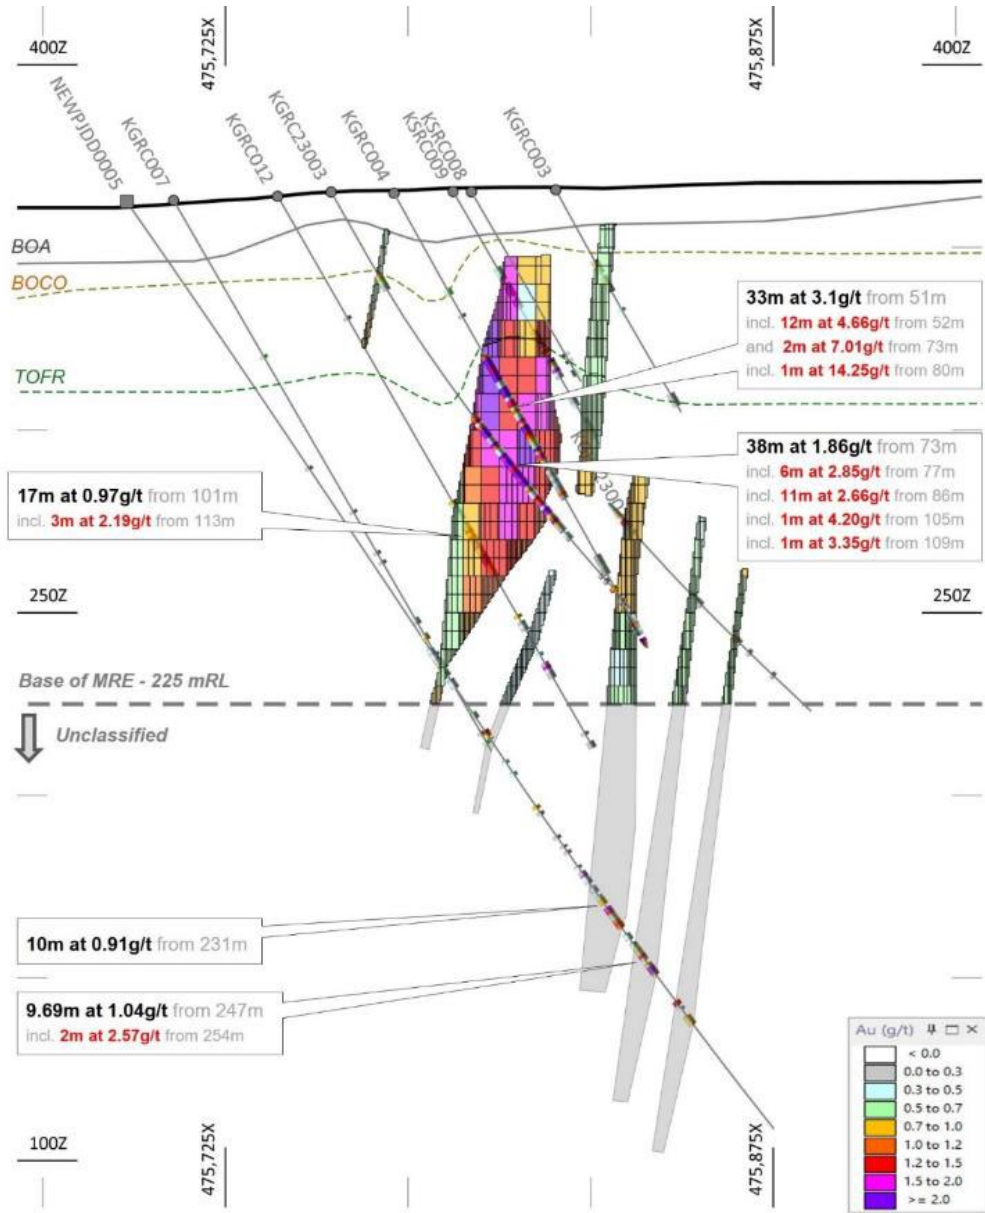 400Z
475,725X
475,875X
400Z
NEWPJDD0005
KGRC007
KGRC012
KGRC23003
KGRC004
KSRC009
KSRC008
KGRC003
BOA
BOCO
TOFR
33m at 3.1g/t from 51m
incl. 12m at 4.66g/t from 52m
and 2m at 7.01g/t from 73m
incl. 1m at 14.25g/t from 80m
38m at 1.86g/t from 73m
incl. 6m at 2.85g/t from 77m
incl. 11m at 2.66g/t from 86m
incl. 1m at 4.20g/t from 105m
incl. 1m at 3.35g/t from 109m
17m at 0.97g/t from 101m
incl. 3m at 2.19g/t from 113m
250Z
250Z
Base of MRE - 225 mRL
Unclassified
10m at 0.91g/t from 231m
9.69m at 1.04g/t from 247m
incl. 2m at 2.57g/t from 254m
Au (g/t)
< 0.0
0.0 to 0.3
0.3 to 0.5
0.5 to 0.7
0.7 to 1.0
1.0 to 1.2
1.2 to 1.5
1.5 to 2.0
>= 2.0
100Z
475,725X
475,875X